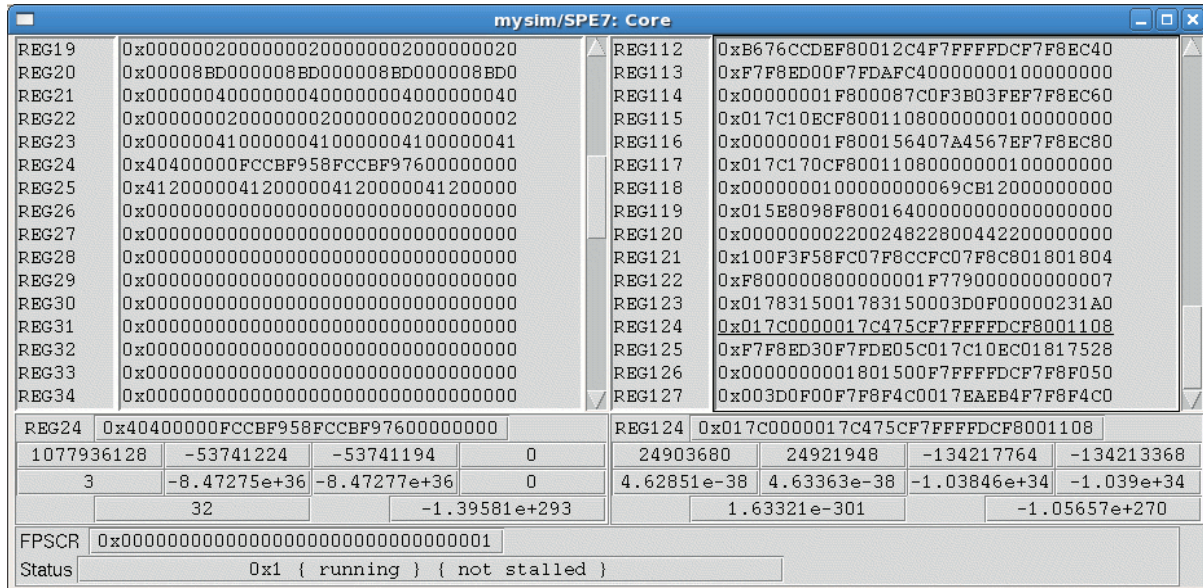 mysim/SPE7: Core
REG19 0x00000020000000200000002000000020
REG20 0x00008BD000008BD000008BD000008BD0
REG21 0x00000040000000400000004000000040
REG22 0x00000002000000020000000200000002
REG23 0x00000041000000410000004100000041
REG24 0x40400000FCCBF958FCCBF97600000000
REG25 0x41200000412000004120000041200000
REG26 0x00000000000000000000000000000000
REG27 0x00000000000000000000000000000000
REG28 0x00000000000000000000000000000000
REG29 0x00000000000000000000000000000000
REG30 0x00000000000000000000000000000000
REG31 0x00000000000000000000000000000000
REG32 0x00000000000000000000000000000000
REG33 0x00000000000000000000000000000000
REG34 0x00000000000000000000000000000000
REG24 0x40400000FCCBF958FCCBF97600000000
1077936128 -53741224 -53741194 0
3 -8.47275e+36 -8.47277e+36 0
32 -1.39581e+293
REG112 0xB676CCDEF80012C4F7FFFFDCF7F8EC40
REG113 0xF7F8ED00F7FDAFC40000000100000000
REG114 0x00000001F800087C0F3B03FEF7F8EC60
REG115 0x017C10ECF80011080000000100000000
REG116 0x00000001F800156407A4567EF7F8EC80
REG117 0x017C170CF80011080000000100000000
REG118 0x0000000100000000069CB12000000000
REG119 0x015E8098F80016400000000000000000
REG120 0x00000000220024822800442200000000
REG121 0x100F3F58FC07F8CCFC07F8C801801804
REG122 0xF800000800000001F779000000000007
REG123 0x0178315001783150003D0F00000231A0
REG124 0x017C0000017C475CF7FFFFDCF8001108
REG125 0xF7F8ED30F7FDE05C017C10EC01817528
REG126 0x0000000001801500F7FFFFDCF7F8F050
REG127 0x003D0F00F7F8F4C0017EAEB4F7F8F4C0
REG124 0x017C0000017C475CF7FFFFDCF8001108
24903680 24921948 -134217764 -134213368
4.62851e-38 4.63363e-38 -1.03846e+34 -1.039e+34
1.63321e-301 -1.05657e+270
FPSCR 0x00000000000000000000000000000001
Status 0x1 { running } { not stalled }